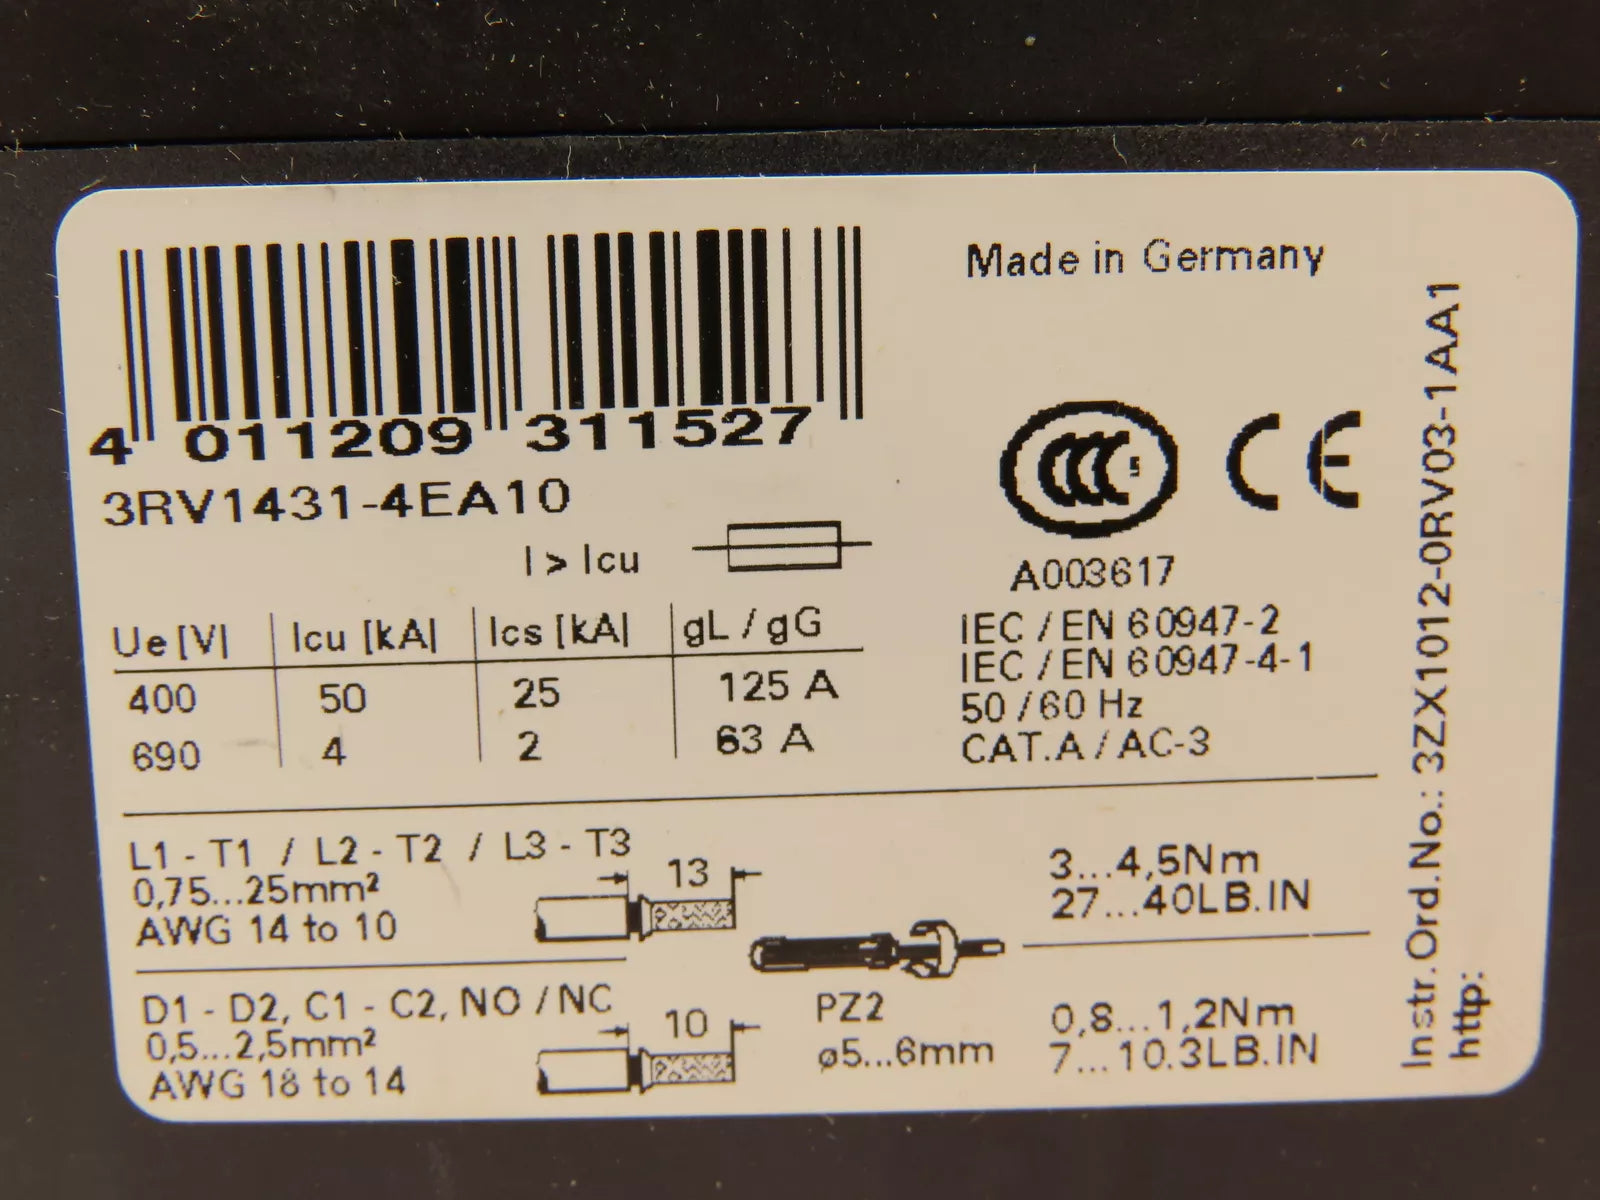 Made in Germany
4 011209 311527
3RV1431-4EA10
I > Icu
CCC S
CE
A003617
Ue [V] Icu [kA] Ics [kA] gL / gG
400 50 25 125 A
690 4 2 63 A
IEC / EN 60947-2
IEC / EN 60947-4-1
50 / 60 Hz
CAT.A / AC-3
L1 - T1 / L2 - T2 / L3 - T3
0,75...25mm²
AWG 14 to 10
13
3...4,5Nm
27...40LB.IN
D1 - D2, C1 - C2, NO / NC
0,5...2,5mm²
AWG 18 to 14
10
PZ2
ø5...6mm
0,8...1,2Nm
7...10.3LB.IN
Instr.Ord.No.: 3ZX1012-0RV03-1AA1
http: